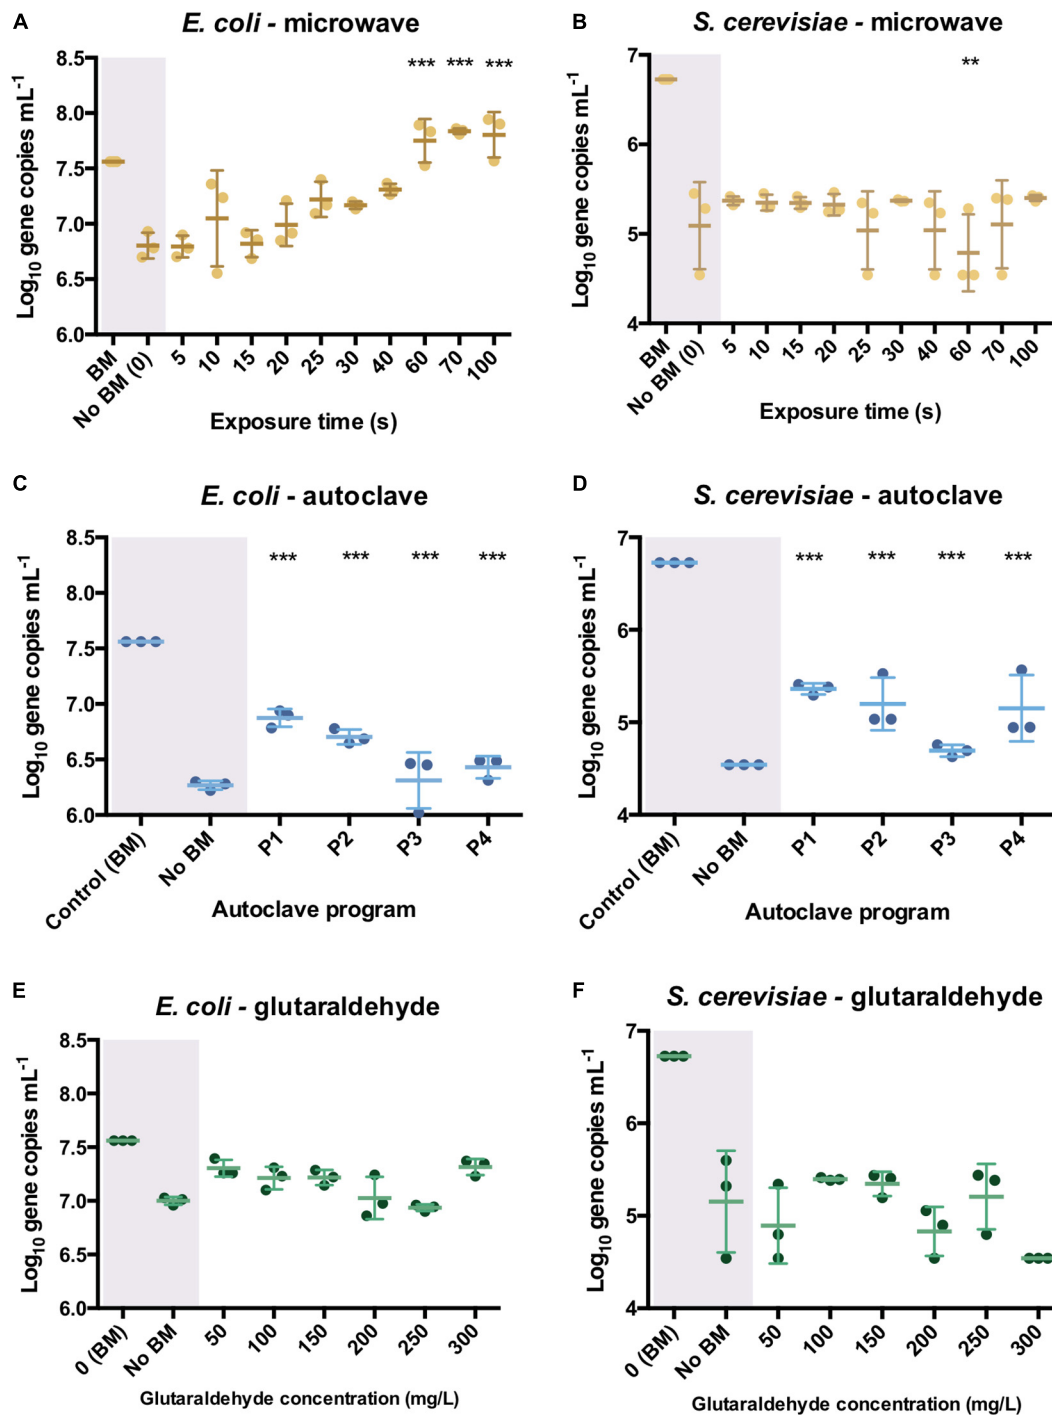 A
E. coli - microwave
Log10 gene copies mL-1
8.5
8.0
7.5
7.0
6.5
6.0
*** *** ***
BM No BM (0) 5 10 15 20 25 30 40 60 70 100
Exposure time (s)
B
S. cerevisiae - microwave
Log10 gene copies mL-1
7
6
5
4
**
BM No BM (0) 5 10 15 20 25 30 40 60 70 100
Exposure time (s)
C
E. coli - autoclave
Log10 gene copies mL-1
8.5
8.0
7.5
7.0
6.5
6.0
*** *** *** ***
Control (BM) No BM P1 P2 P3 P4
Autoclave program
D
S. cerevisiae - autoclave
Log10 gene copies mL-1
7
6
5
4
*** *** *** ***
Control (BM) No BM P1 P2 P3 P4
Autoclave program
E
E. coli - glutaraldehyde
Log10 gene copies mL-1
8.5
8.0
7.5
7.0
6.5
6.0
0 (BM) No BM 50 100 150 200 250 300
Glutaraldehyde concentration (mg/L)
F
S. cerevisiae - glutaraldehyde
Log10 gene copies mL-1
7
6
5
4
0 (BM) No BM 50 100 150 200 250 300
Glutaraldehyde concentration (mg/L)